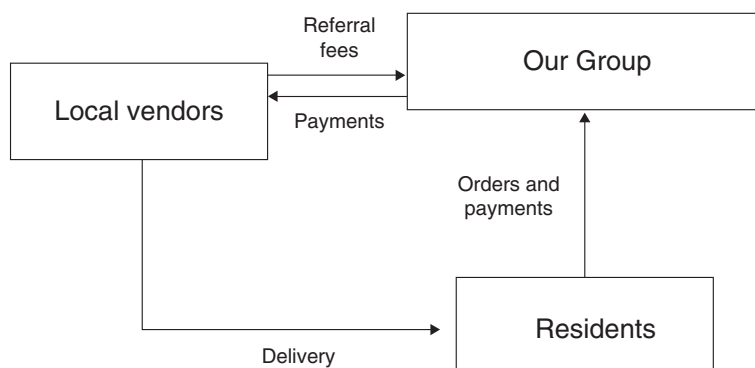 Referral
fees
Our Group
Local vendors
Payments
Orders and
payments
Residents
Delivery